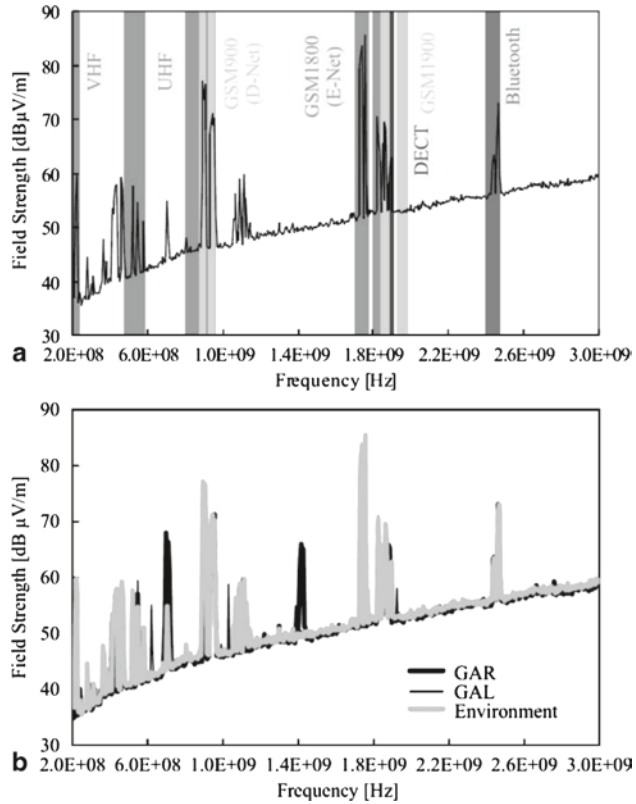 90
80
70
60
50
40
30
Field Strength [dBµV/m]
VHF
UHF
GSM900
(D-Net)
GSM1800
(E-Net)
DECT
GSM1900
Bluetooth
a
2.0E+08 6.0E+08 1.0E+09 1.4E+09 1.8E+09 2.2E+09 2.6E+09 3.0E+09
Frequency [Hz]
90
80
70
60
50
40
30
Field Strength [dB µV/m]
GAR
GAL
Environment
b
2.0E+08 6.0E+08 1.0E+09 1.4E+09 1.8E+09 2.2E+09 2.6E+09 3.0E+09
Frequency [Hz]